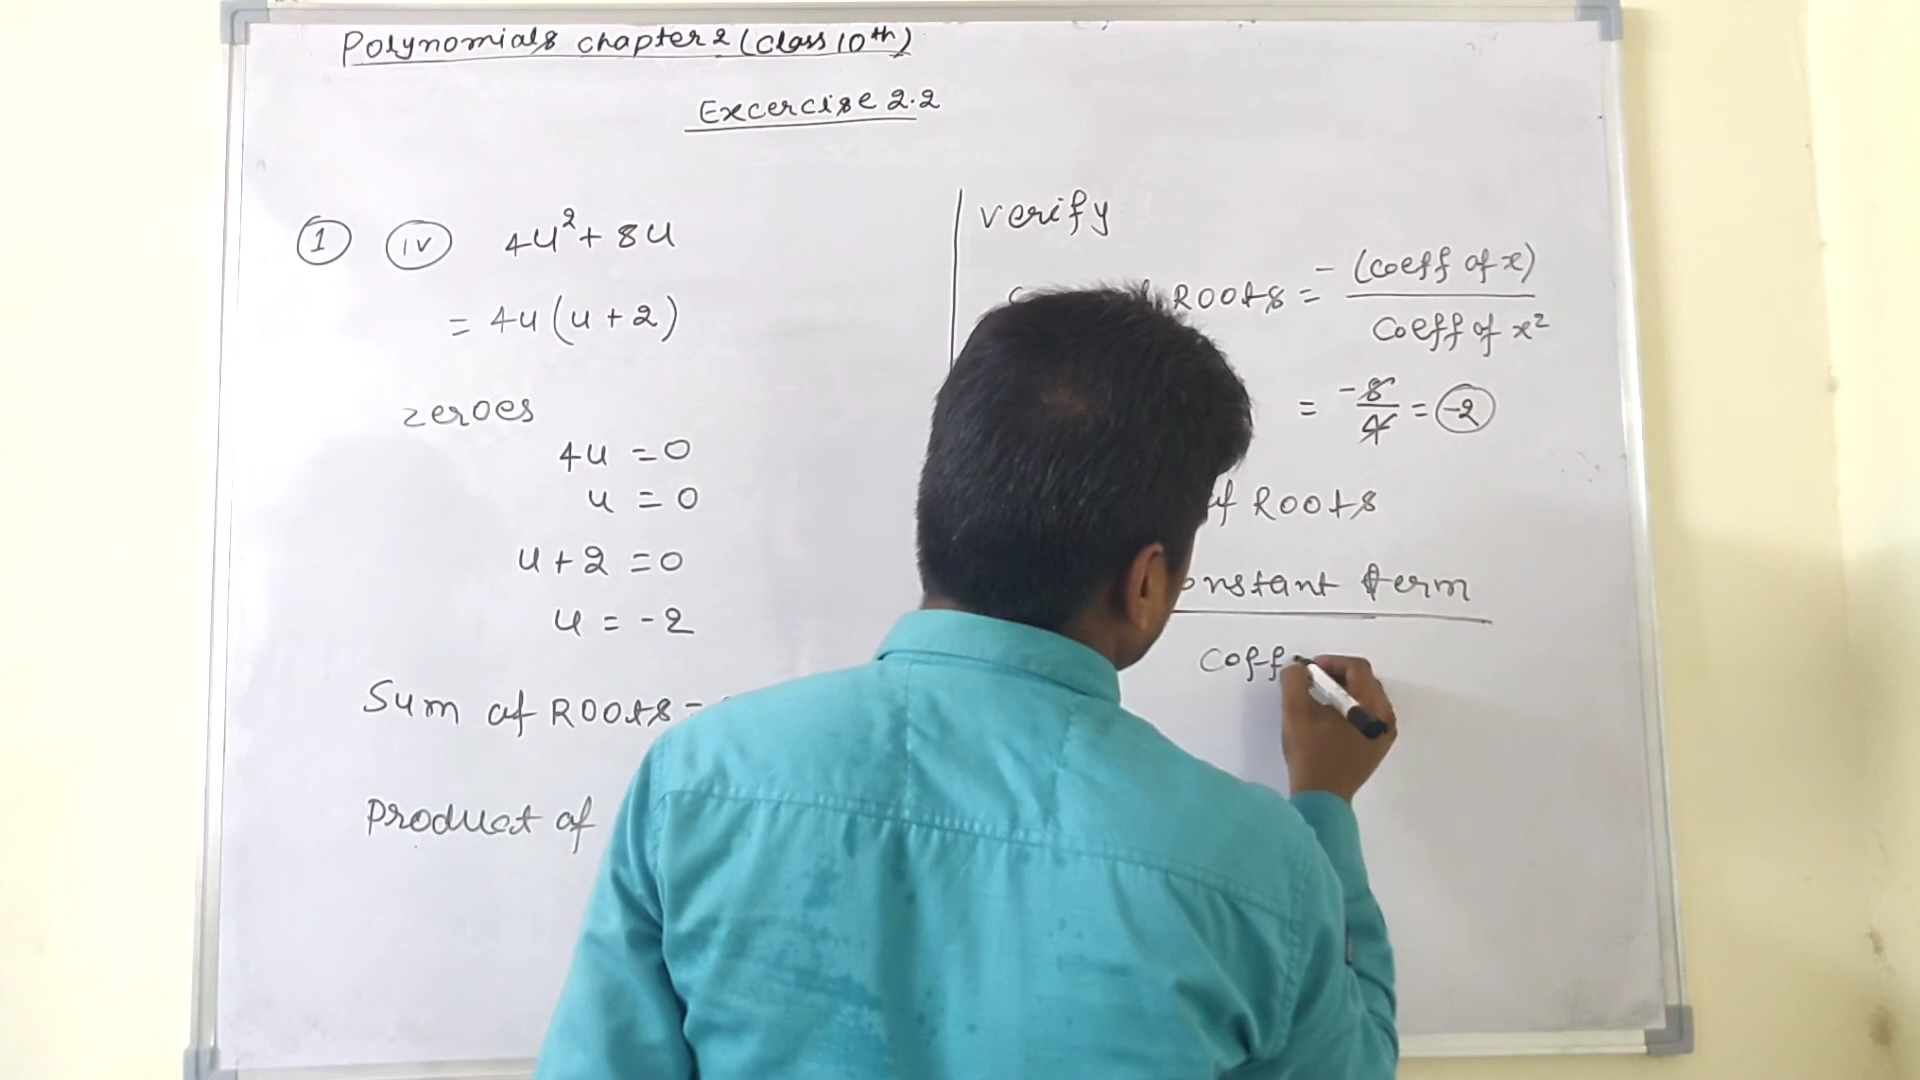 Polynomials chapter 2 (Class 10th)
Excercise 2.2
1 iv 4u² + 8u
= 4u (u + 2)
zeroes
4u = 0
u = 0
u + 2 = 0
u = -2
Sum of Roots =
Product of
verify
Roots = - (coeff of x) / Coeff of x²
= -8/4 = -2
of Roots
term
Coff